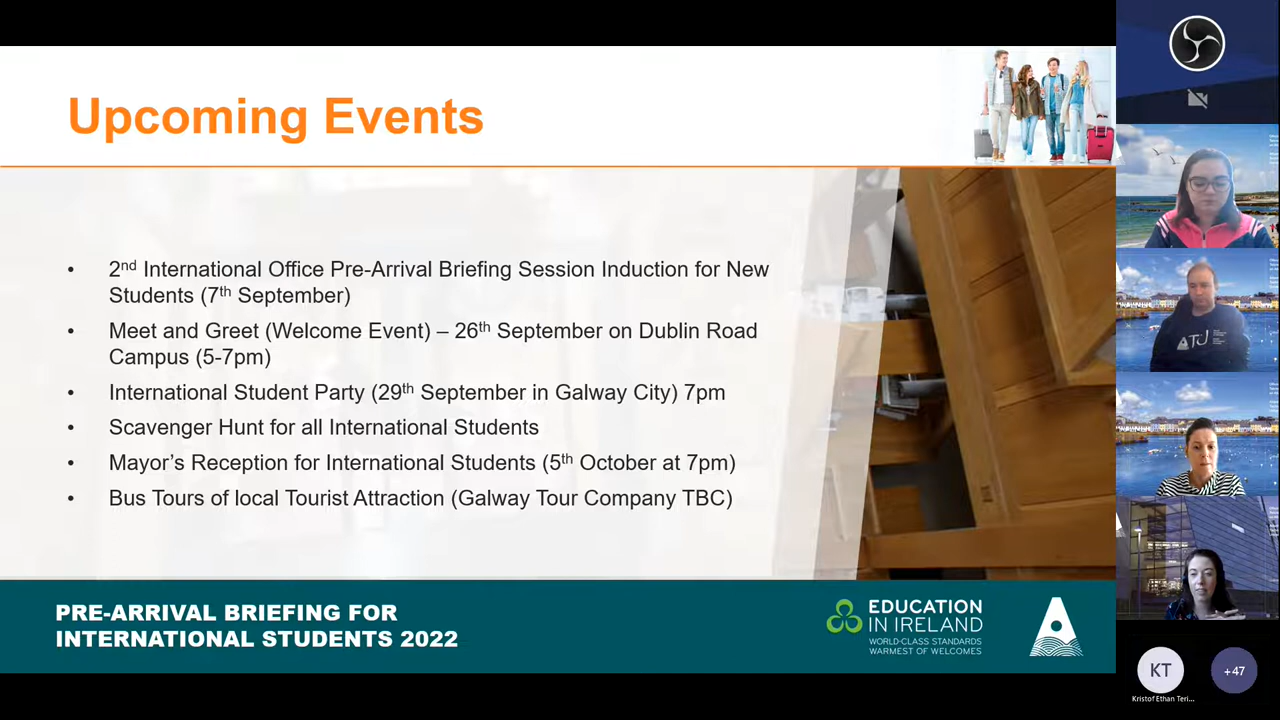 Upcoming Events
• 2nd International Office Pre-Arrival Briefing Session Induction for New
Students (7th September)
• Meet and Greet (Welcome Event) – 26th September on Dublin Road
Campus (5-7pm)
• International Student Party (29th September in Galway City) 7pm
• Scavenger Hunt for all International Students
• Mayor’s Reception for International Students (5th October at 7pm)
• Bus Tours of local Tourist Attraction (Galway Tour Company TBC)
PRE-ARRIVAL BRIEFING FOR
INTERNATIONAL STUDENTS 2022
EDUCATION
IN IRELAND
WORLD-CLASS STANDARDS
WARMEST OF WELCOMES
ATU
KT
+47
Kristof Ethan Teri...